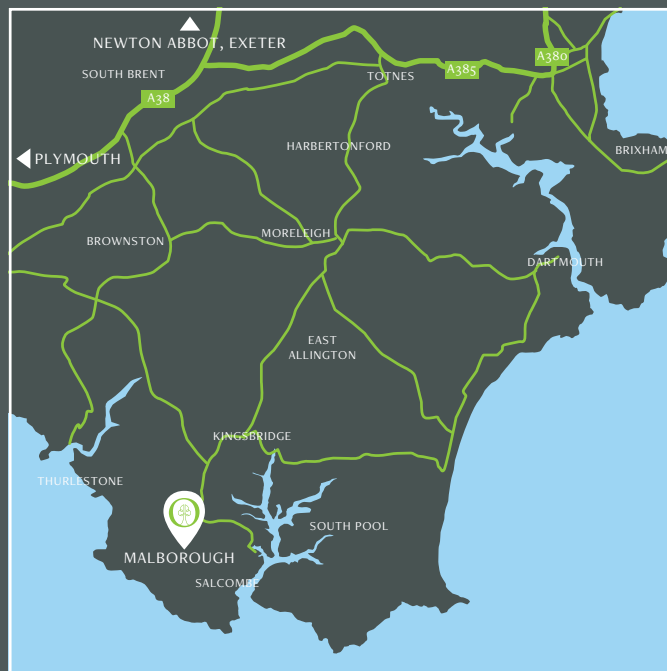 NEWTON ABBOT, EXETER
SOUTH BRENT
A38
TOTNES
A385
A380
PLYMOUTH
HARBERTONFORD
BRIXHAM
BROWNSTON
MORELEIGH
DARTMOUTH
EAST
ALLINGTON
KINGSBRIDGE
THURLESTONE
SOUTH POOL
MALBOROUGH
SALCOMBE